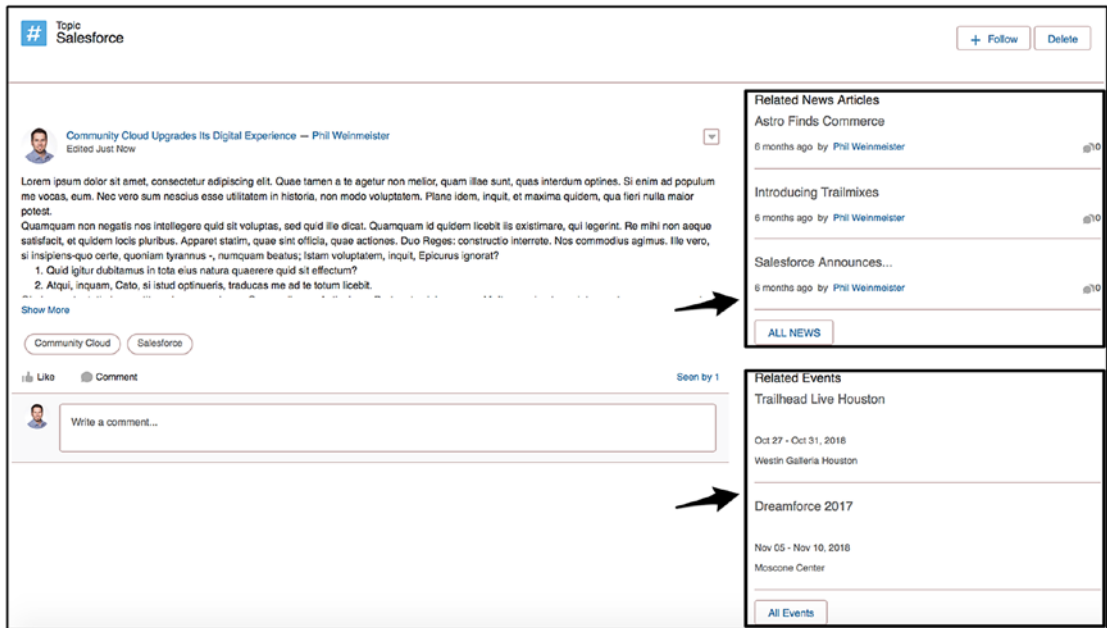 #
Topic
Salesforce
+ Follow
Delete
Community Cloud Upgrades Its Digital Experience — Phil Weinmeister
Edited Just Now
Lorem ipsum dolor sit amet, consectetur adipiscing elit. Quae tamen a te agetur non melior, quam illae sunt, quas interdum optines. Si enim ad populum
me vocas, eum. Nec vero sum nescius esse utilitatem in historia, non modo voluptatem. Plane idem, inquit, et maxima quidem, qua fieri nulla maior
potest.
Quamquam non negatis nos intellegere quid sit voluptas, sed quid ille dicat. Quamquam id quidem licebit iis existimare, qui legerint. Re mihi non aeque
satisfacit, et quidem locis pluribus. Apparet statim, quae sint officia, quae actiones. Duo Reges: constructio interrete. Nos commodius agimus. Ille vero,
si insipiens-quo certe, quoniam tyrannus -, numquam beatus; Istam voluptatem, inquit, Epicurus ignorat?
1. Quid igitur dubitamus in tota eius natura quaerere quid sit effectum?
2. Atqui, inquam, Cato, si istud optinueris, traducas me ad te totum licebit.
Show More
Community Cloud
Salesforce
Like
Comment
Seen by 1
Write a comment...
Related News Articles
Astro Finds Commerce
6 months ago by Phil Weinmeister
0
Introducing Trailmixes
6 months ago by Phil Weinmeister
0
Salesforce Announces...
6 months ago by Phil Weinmeister
0
ALL NEWS
Related Events
Trailhead Live Houston
Oct 27 - Oct 31, 2018
Westin Galleria Houston
Dreamforce 2017
Nov 05 - Nov 10, 2018
Moscone Center
All Events